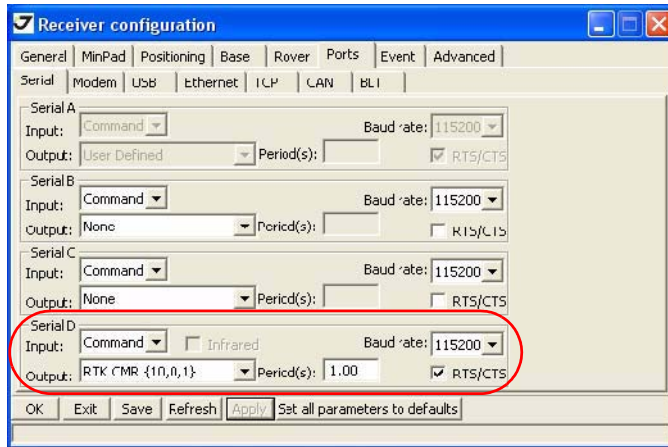 Receiver configuration
General MinPad Positioning Base Rover Ports Event Advanced
Serial Modem USB Ethernet TCP CAN BLT
Serial A
Input: Command Baud rate: 115200
Output: User Defined Period(s): RTS/CTS
Serial B
Input: Command Baud rate: 115200
Output: None Period(s): RTS/CTS
Serial C
Input: Command Baud rate: 115200
Output: None Period(s): RTS/CTS
Serial D
Input: Command Infrared Baud rate: 115200
Output: RTK CMR {10,0,1} Period(s): 1.00 RTS/CTS
OK Exit Save Refresh Apply Set all parameters to defaults